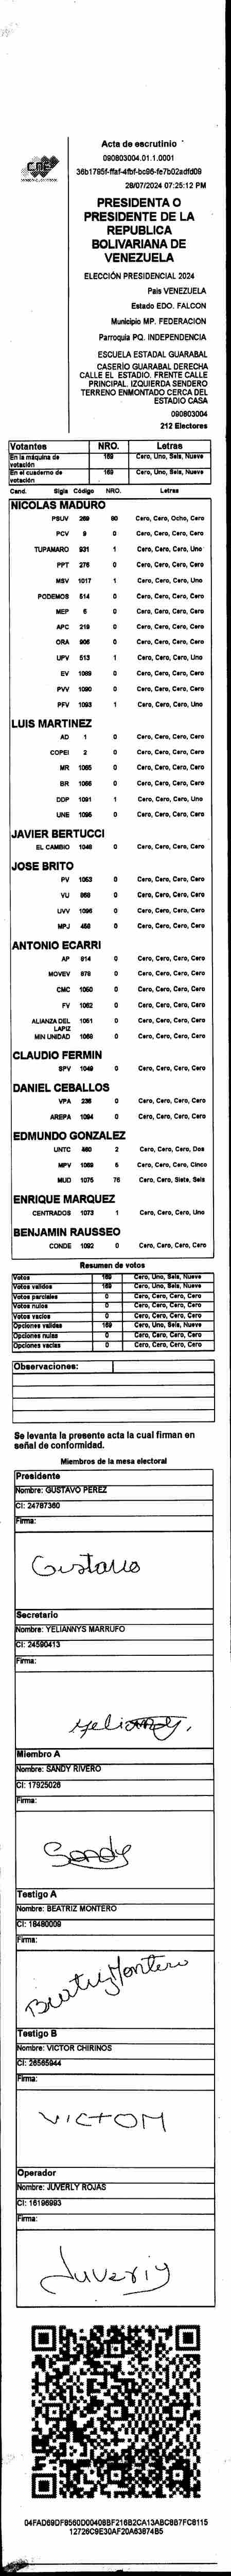 CNE
Acta de escrutinio
090803004.01.1.0001
36b1795f-ffaf-4fbf-bc96-fe7b02adfd09
28/07/2024 07:25:12 PM
PRESIDENTA O
PRESIDENTE DE LA
REPUBLICA
BOLIVARIANA DE
VENEZUELA
ELECCIÓN PRESIDENCIAL 2024
País VENEZUELA
Estado EDO. FALCON
Municipio MP. FEDERACION
Parroquia PQ. INDEPENDENCIA
ESCUELA ESTADAL GUARABAL
CASERÍO GUARABAL DERECHA
CALLE EL ESTADIO. FRENTE CALLE
PRINCIPAL. IZQUIERDA SENDERO
TERRENO ENMONTADO CERCA DEL
ESTADIO CASA
090803004
212 Electores
Votantes NRO. Letras
En la máquina de votación 169 Cero, Uno, Seis, Nueve
En el cuaderno de votación 169 Cero, Uno, Seis, Nueve
Cand. Sigla Código NRO. Letras
NICOLAS MADURO
PSUV 269 80 Cero, Cero, Ocho, Cero
PCV 9 0 Cero, Cero, Cero, Cero
TUPAMARO 931 1 Cero, Cero, Cero, Uno
PPT 276 0 Cero, Cero, Cero, Cero
MSV 1017 1 Cero, Cero, Cero, Uno
PODEMOS 514 0 Cero, Cero, Cero, Cero
MEP 6 0 Cero, Cero, Cero, Cero
APC 219 0 Cero, Cero, Cero, Cero
ORA 906 0 Cero, Cero, Cero, Cero
UPV 513 1 Cero, Cero, Cero, Uno
EV 1089 0 Cero, Cero, Cero, Cero
PVV 1090 0 Cero, Cero, Cero, Cero
PFV 1093 1 Cero, Cero, Cero, Uno
LUIS MARTINEZ
AD 1 0 Cero, Cero, Cero, Cero
COPEI 2 0 Cero, Cero, Cero, Cero
MR 1065 0 Cero, Cero, Cero, Cero
BR 1066 0 Cero, Cero, Cero, Cero
DDP 1091 1 Cero, Cero, Cero, Uno
UNE 1095 0 Cero, Cero, Cero, Cero
JAVIER BERTUCCI
EL CAMBIO 1046 0 Cero, Cero, Cero, Cero
JOSE BRITO
PV 1053 0 Cero, Cero, Cero, Cero
VU 868 0 Cero, Cero, Cero, Cero
UVV 1096 0 Cero, Cero, Cero, Cero
MPJ 458 0 Cero, Cero, Cero, Cero
ANTONIO ECARRI
AP 914 0 Cero, Cero, Cero, Cero
MOVEV 878 0 Cero, Cero, Cero, Cero
CMC 1050 0 Cero, Cero, Cero, Cero
FV 1062 0 Cero, Cero, Cero, Cero
ALIANZA DEL LAPIZ 1051 0 Cero, Cero, Cero, Cero
MIN UNIDAD 1068 0 Cero, Cero, Cero, Cero
CLAUDIO FERMIN
SPV 1049 0 Cero, Cero, Cero, Cero
DANIEL CEBALLOS
VPA 236 0 Cero, Cero, Cero, Cero
AREPA 1094 0 Cero, Cero, Cero, Cero
EDMUNDO GONZALEZ
UNTC 480 2 Cero, Cero, Cero, Dos
MPV 1069 5 Cero, Cero, Cero, Cinco
MUD 1075 76 Cero, Cero, Siete, Seis
ENRIQUE MARQUEZ
CENTRADOS 1073 1 Cero, Cero, Cero, Uno
BENJAMIN RAUSSEO
CONDE 1092 0 Cero, Cero, Cero, Cero
Resumen de votos
Votos 169 Cero, Uno, Seis, Nueve
Votos validos 169 Cero, Uno, Seis, Nueve
Votos parciales 0 Cero, Cero, Cero, Cero
Votos nulos 0 Cero, Cero, Cero, Cero
Votos vacios 0 Cero, Cero, Cero, Cero
Opciones validas 169 Cero, Uno, Seis, Nueve
Opciones nulas 0 Cero, Cero, Cero, Cero
Opciones vacias 0 Cero, Cero, Cero, Cero
Observaciones:
Se levanta la presente acta la cual firman en
señal de conformidad.
Miembros de la mesa electoral
Presidente
Nombre: GUSTAVO PEREZ
CI: 24787360
Firma:
Gustavo
Secretario
Nombre: YELIANNYS MARRUFO
CI: 24590413
Firma:
Miembro A
Nombre: SANDY RIVERO
CI: 17925026
Firma:
Sandy
Testigo A
Nombre: BEATRIZ MONTERO
CI: 18480009
Firma:
Beatriz Montero
Testigo B
Nombre: VICTOR CHIRINOS
CI: 26565944
Firma:
VICTOR
Operador
Nombre: JUVERLY ROJAS
CI: 16196993
Firma: